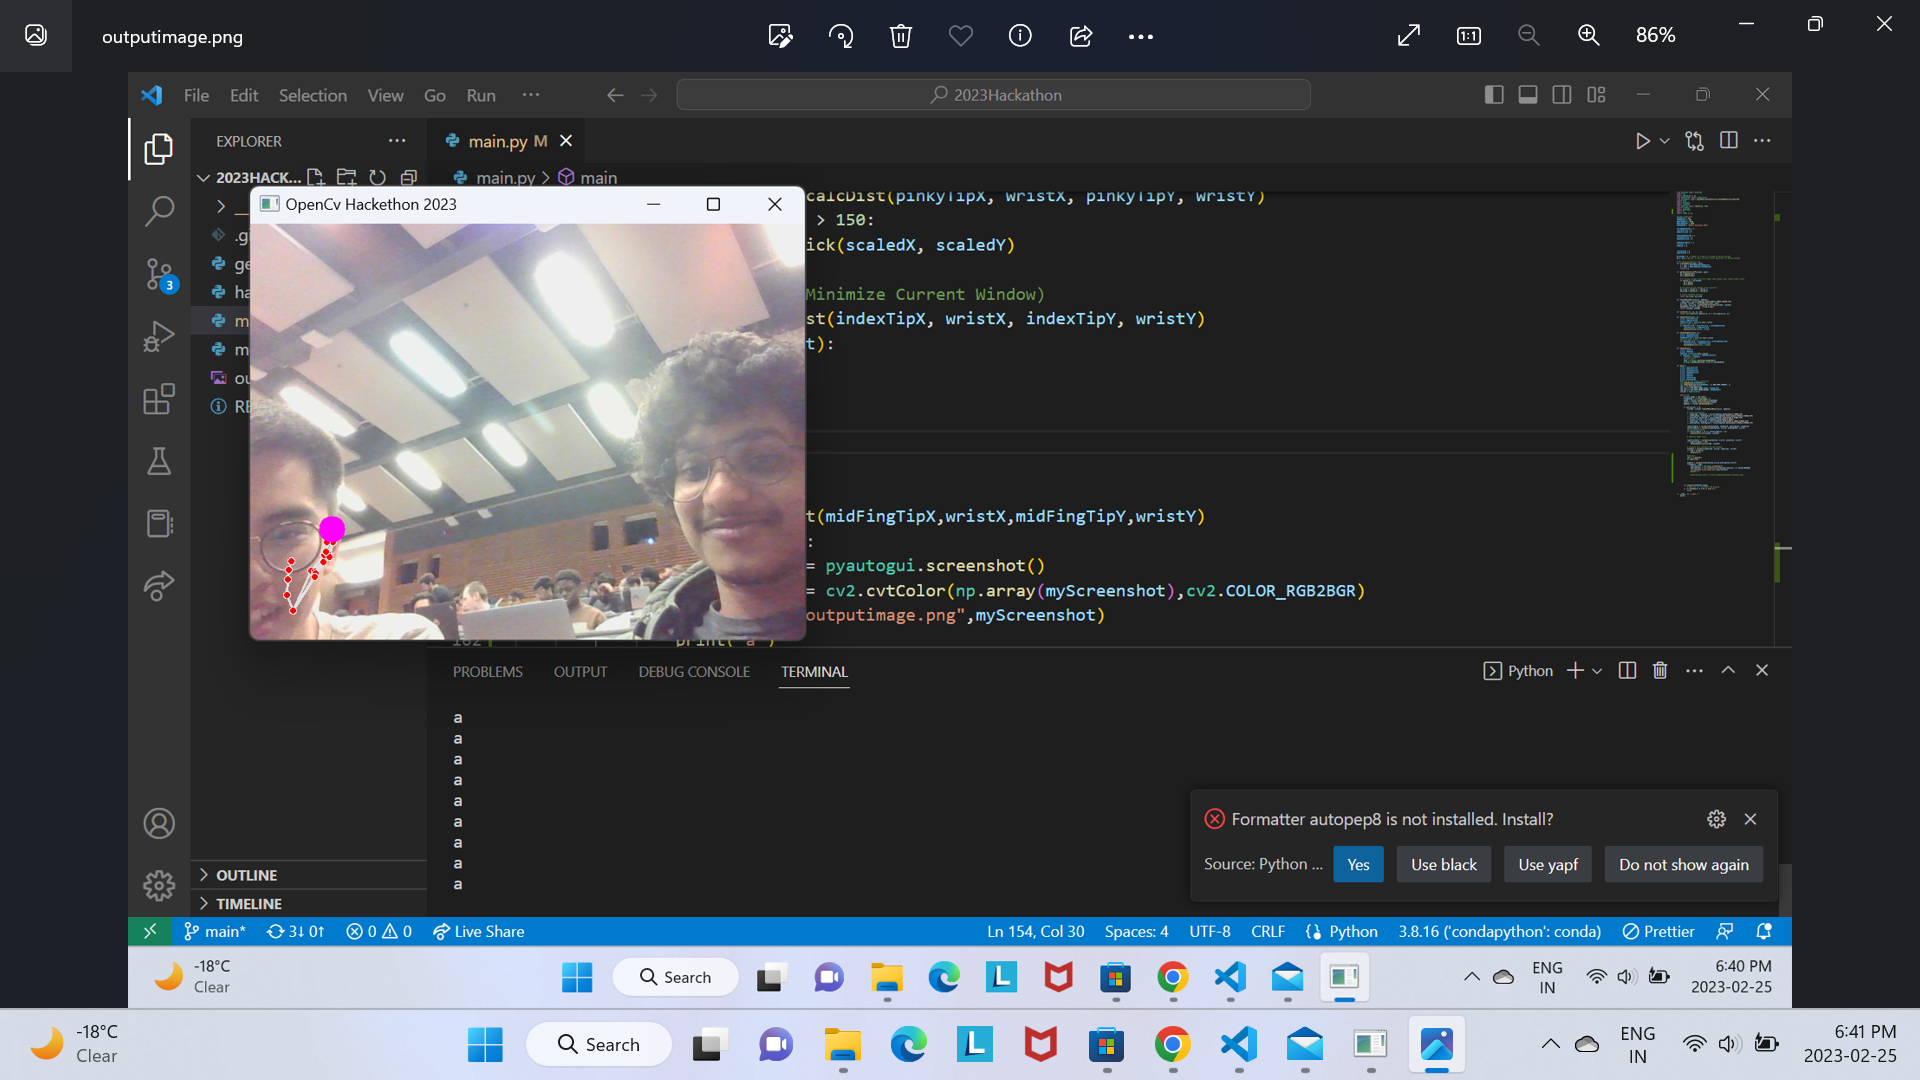 outputimage.png
86%
File Edit Selection View Go Run
2023Hackathon
EXPLORER
main.py M
2023HACK...
main.py > main
OpenCv Hackethon 2023
calcDist(pinkyTipX, wristX, pinkyTipY, wristY)
> 150:
ick(scaledX, scaledY)
Minimize Current Window)
st(indexTipX, wristX, indexTipY, wristY)
t):
t(midFingTipX,wristX,midFingTipY,wristY)
:
= pyautogui.screenshot()
= cv2.cvtColor(np.array(myScreenshot),cv2.COLOR_RGB2BGR)
outputimage.png",myScreenshot)
print("a")
.gi
ge
ha
m
m
ou
RE
PROBLEMS OUTPUT DEBUG CONSOLE TERMINAL
Python
a
a
a
a
a
a
a
a
a
Formatter autopep8 is not installed. Install?
Source: Python ... Yes Use black Use yapf Do not show again
OUTLINE
TIMELINE
main* 3↓ 0↑ 0 0 Live Share
Ln 154, Col 30 Spaces: 4 UTF-8 CRLF Python 3.8.16 ('condapython': conda) Prettier
-18°C
Clear
Search
ENG
IN
6:40 PM
2023-02-25
-18°C
Clear
Search
ENG
IN
6:41 PM
2023-02-25